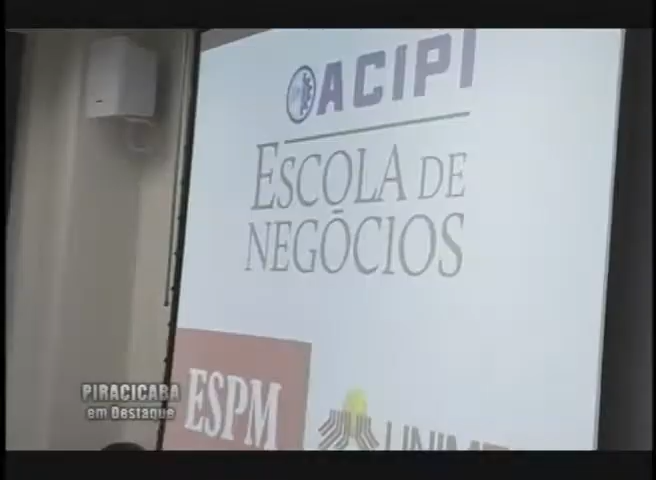 ACIPI
ESCOLA DE
NEGÓCIOS
ESPM
PIRACICABA
em Destaque